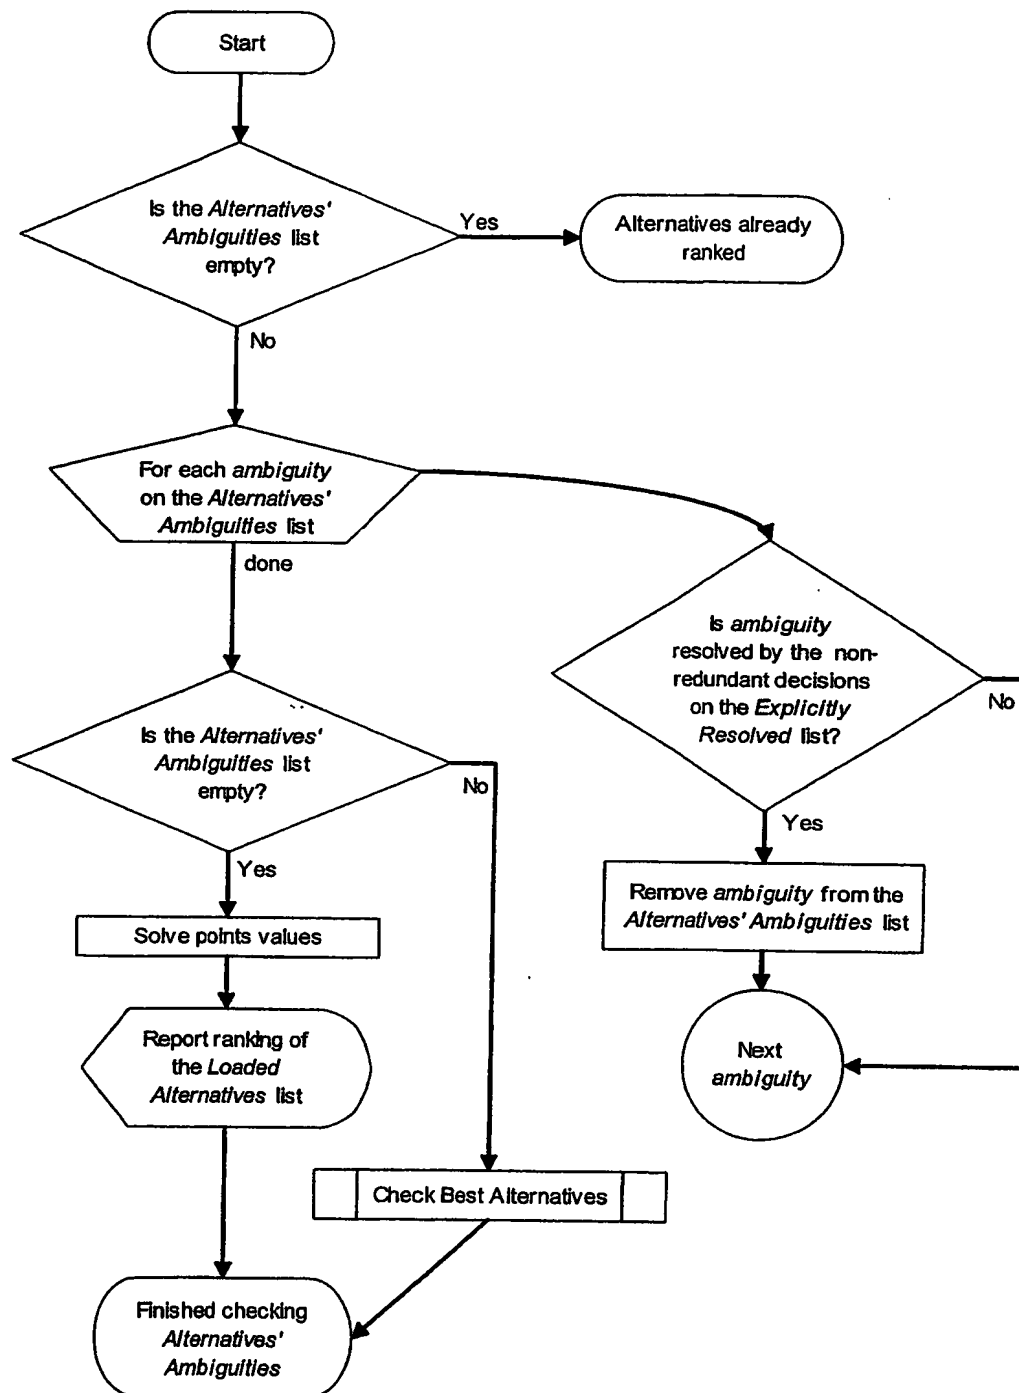 Start
Is the Alternatives'
Ambiguities list
empty?
Yes
Alternatives already
ranked
No
For each ambiguity
on the Alternatives'
Ambiguities list
done
Is ambiguity
resolved by the non-
redundant decisions
on the Explicitly
Resolved list?
No
Yes
Remove ambiguity from the
Alternatives' Ambiguities list
Next
ambiguity
Is the Alternatives'
Ambiguities list
empty?
No
Yes
Solve points values
Report ranking of
the Loaded
Alternatives list
Check Best Alternatives
Finished checking
Alternatives'
Ambiguities